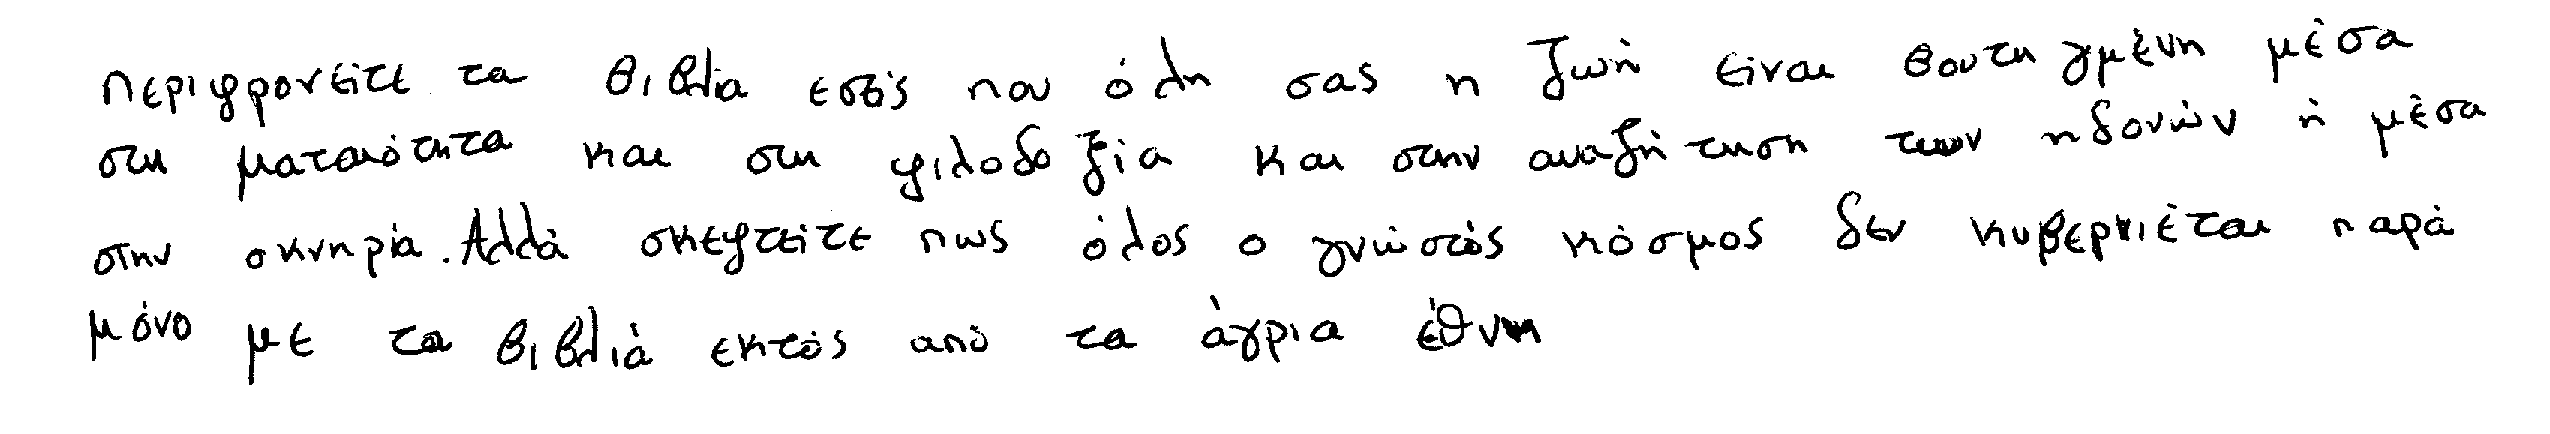 περιφρονείτε τα βιβλία εσείς που όλη σας η ζωή είναι βουτηγμένη μέσα
στη ματαιότητα και στη φιλοδοξία και στην αναζήτηση των ηδονών ή μέσα
στην οκνηρία. Αλλά σκεφτείτε πως όλος ο γνώστός κόσμος δεν κυβερνιέται παρά
μόνο με τα βιβλιά εκτός από τα άγρια έθνη